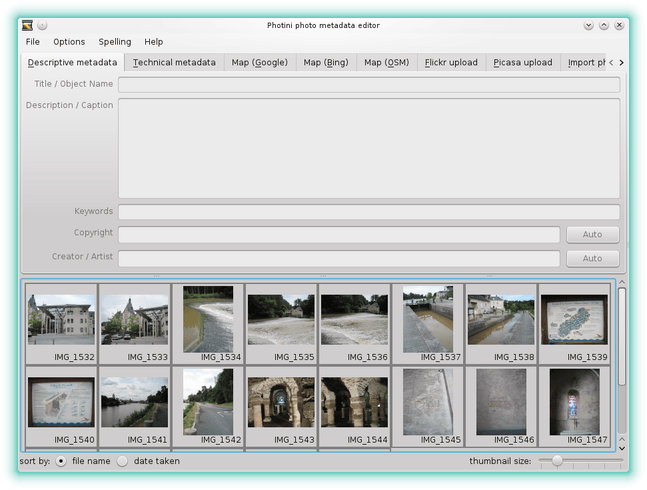 Photini photo metadata editor
File Options Spelling Help
Descriptive metadata Technical metadata Map (Google) Map (Bing) Map (OSM) Flickr upload Picasa upload Import ph
Title / Object Name
Description / Caption
Keywords
Copyright Auto
Creator / Artist Auto
IMG_1532 IMG_1533 IMG_1534 IMG_1535 IMG_1536 IMG_1537 IMG_1538 IMG_1539
IMG_1540 IMG_1541 IMG_1542 IMG_1543 IMG_1544 IMG_1545 IMG_1546 IMG_1547
sort by: file name date taken thumbnail size: